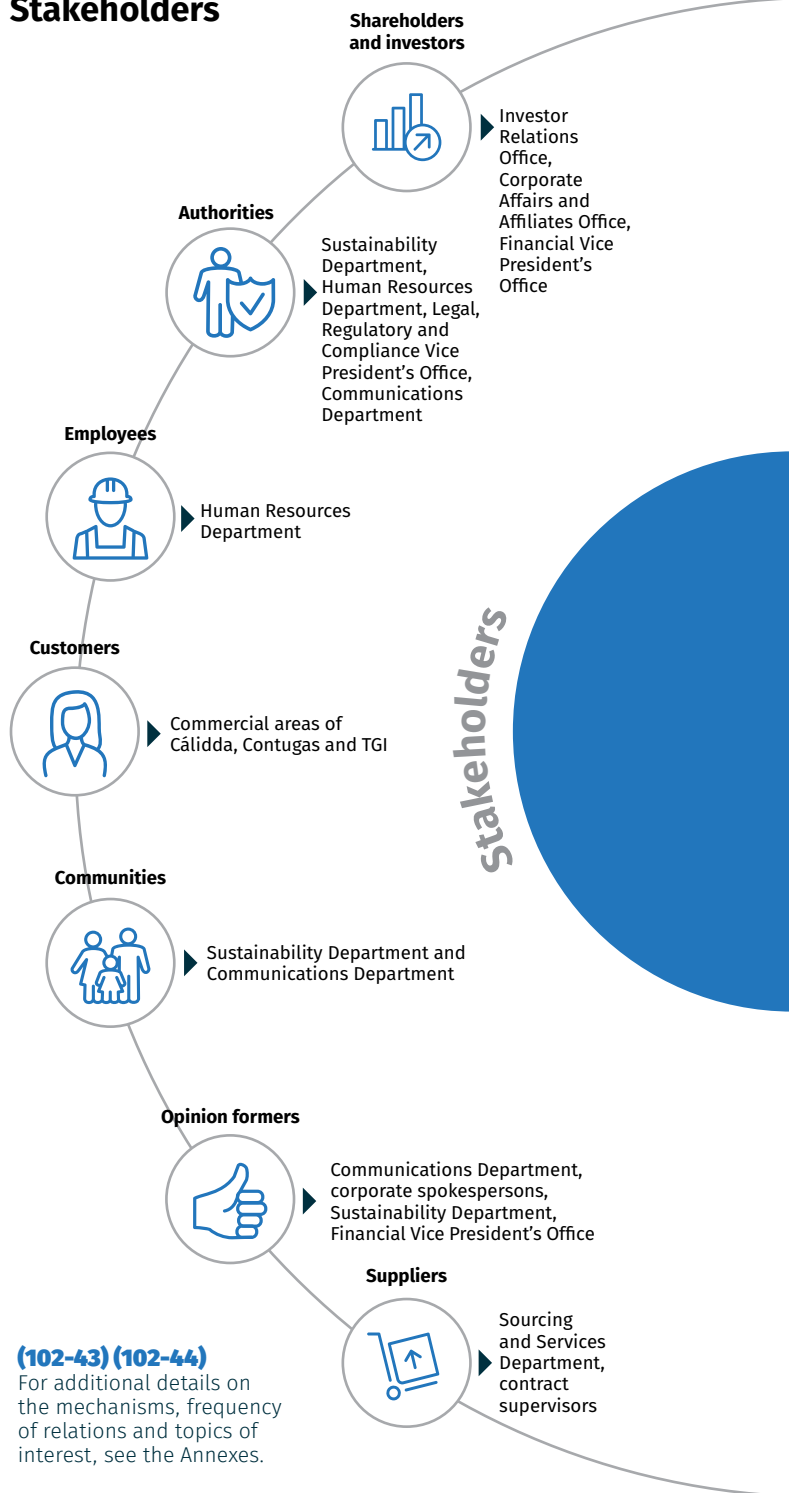 Stakeholders
Shareholders
and investors
Investor
Relations
Office,
Corporate
Affairs and
Affiliates Office,
Financial Vice
President’s
Office
Authorities
Sustainability
Department,
Human Resources
Department, Legal,
Regulatory and
Compliance Vice
President’s Office,
Communications
Department
Employees
Human Resources
Department
Customers
Commercial areas of
Cálidda, Contugas and TGI
Stakeholders
Communities
Sustainability Department and
Communications Department
Opinion formers
Communications Department,
corporate spokespersons,
Sustainability Department,
Financial Vice President’s Office
Suppliers
Sourcing
and Services
Department,
contract
supervisors
(102-43) (102-44)
For additional details on
the mechanisms, frequency
of relations and topics of
interest, see the Annexes.